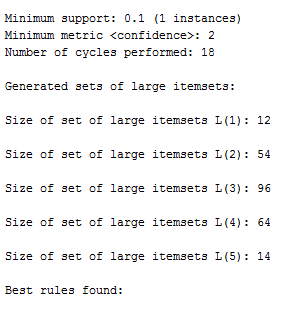 Minimum support: 0.1 (1 instances)
Minimum metric <confidence>: 2
Number of cycles performed: 18
Generated sets of large itemsets:
Size of set of large itemsets L(1): 12
Size of set of large itemsets L(2): 54
Size of set of large itemsets L(3): 96
Size of set of large itemsets L(4): 64
Size of set of large itemsets L(5): 14
Best rules found: